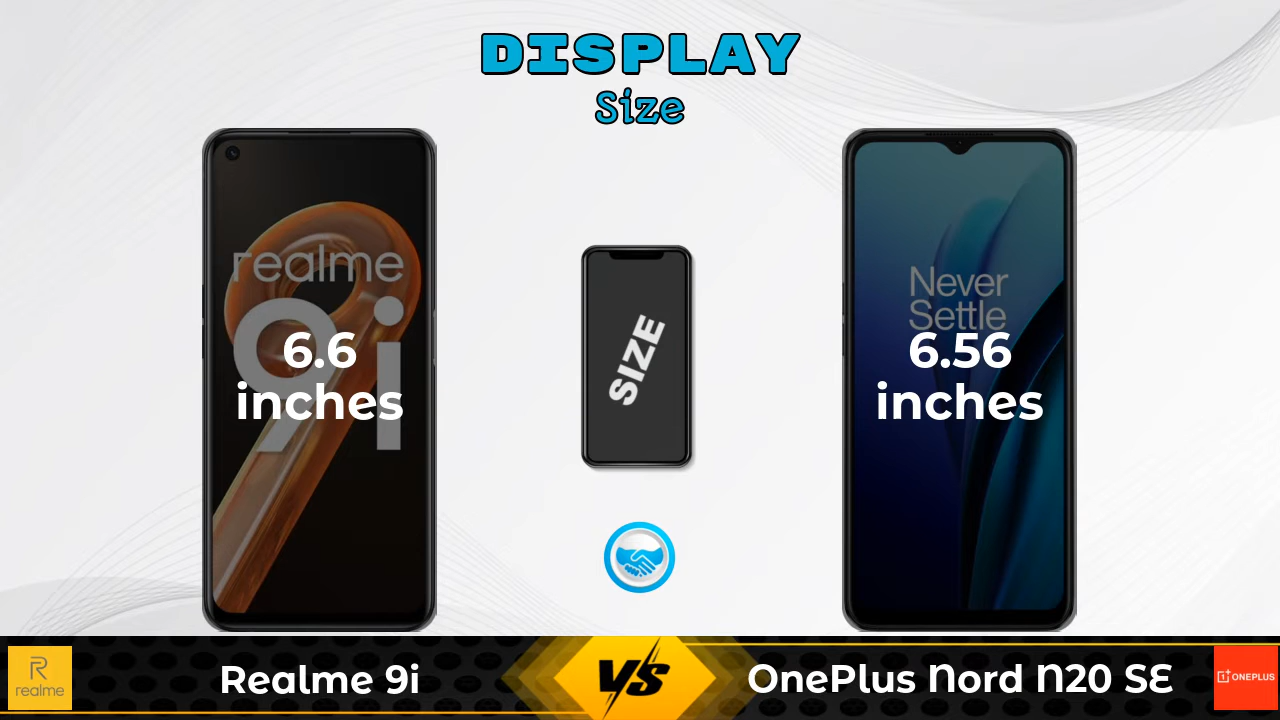 DISPLAY
Size
realme
9i
6.6
inches
SIZE
Never
Settle
6.56
inches
R
realme
Realme 9i
VS
OnePlus Nord N20 SE
1+ ONEPLUS